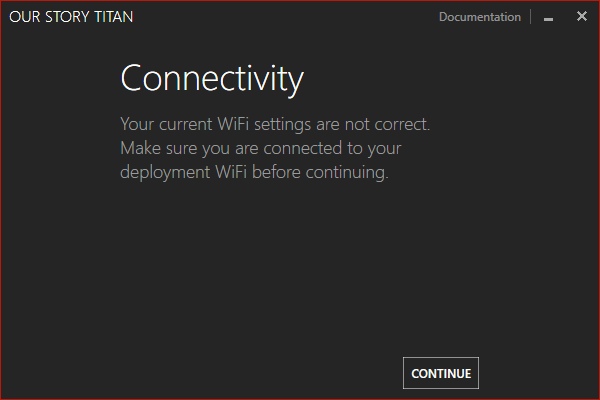 OUR STORY TITAN
Documentation
Connectivity
Your current WiFi settings are not correct.
Make sure you are connected to your
deployment WiFi before continuing.
CONTINUE